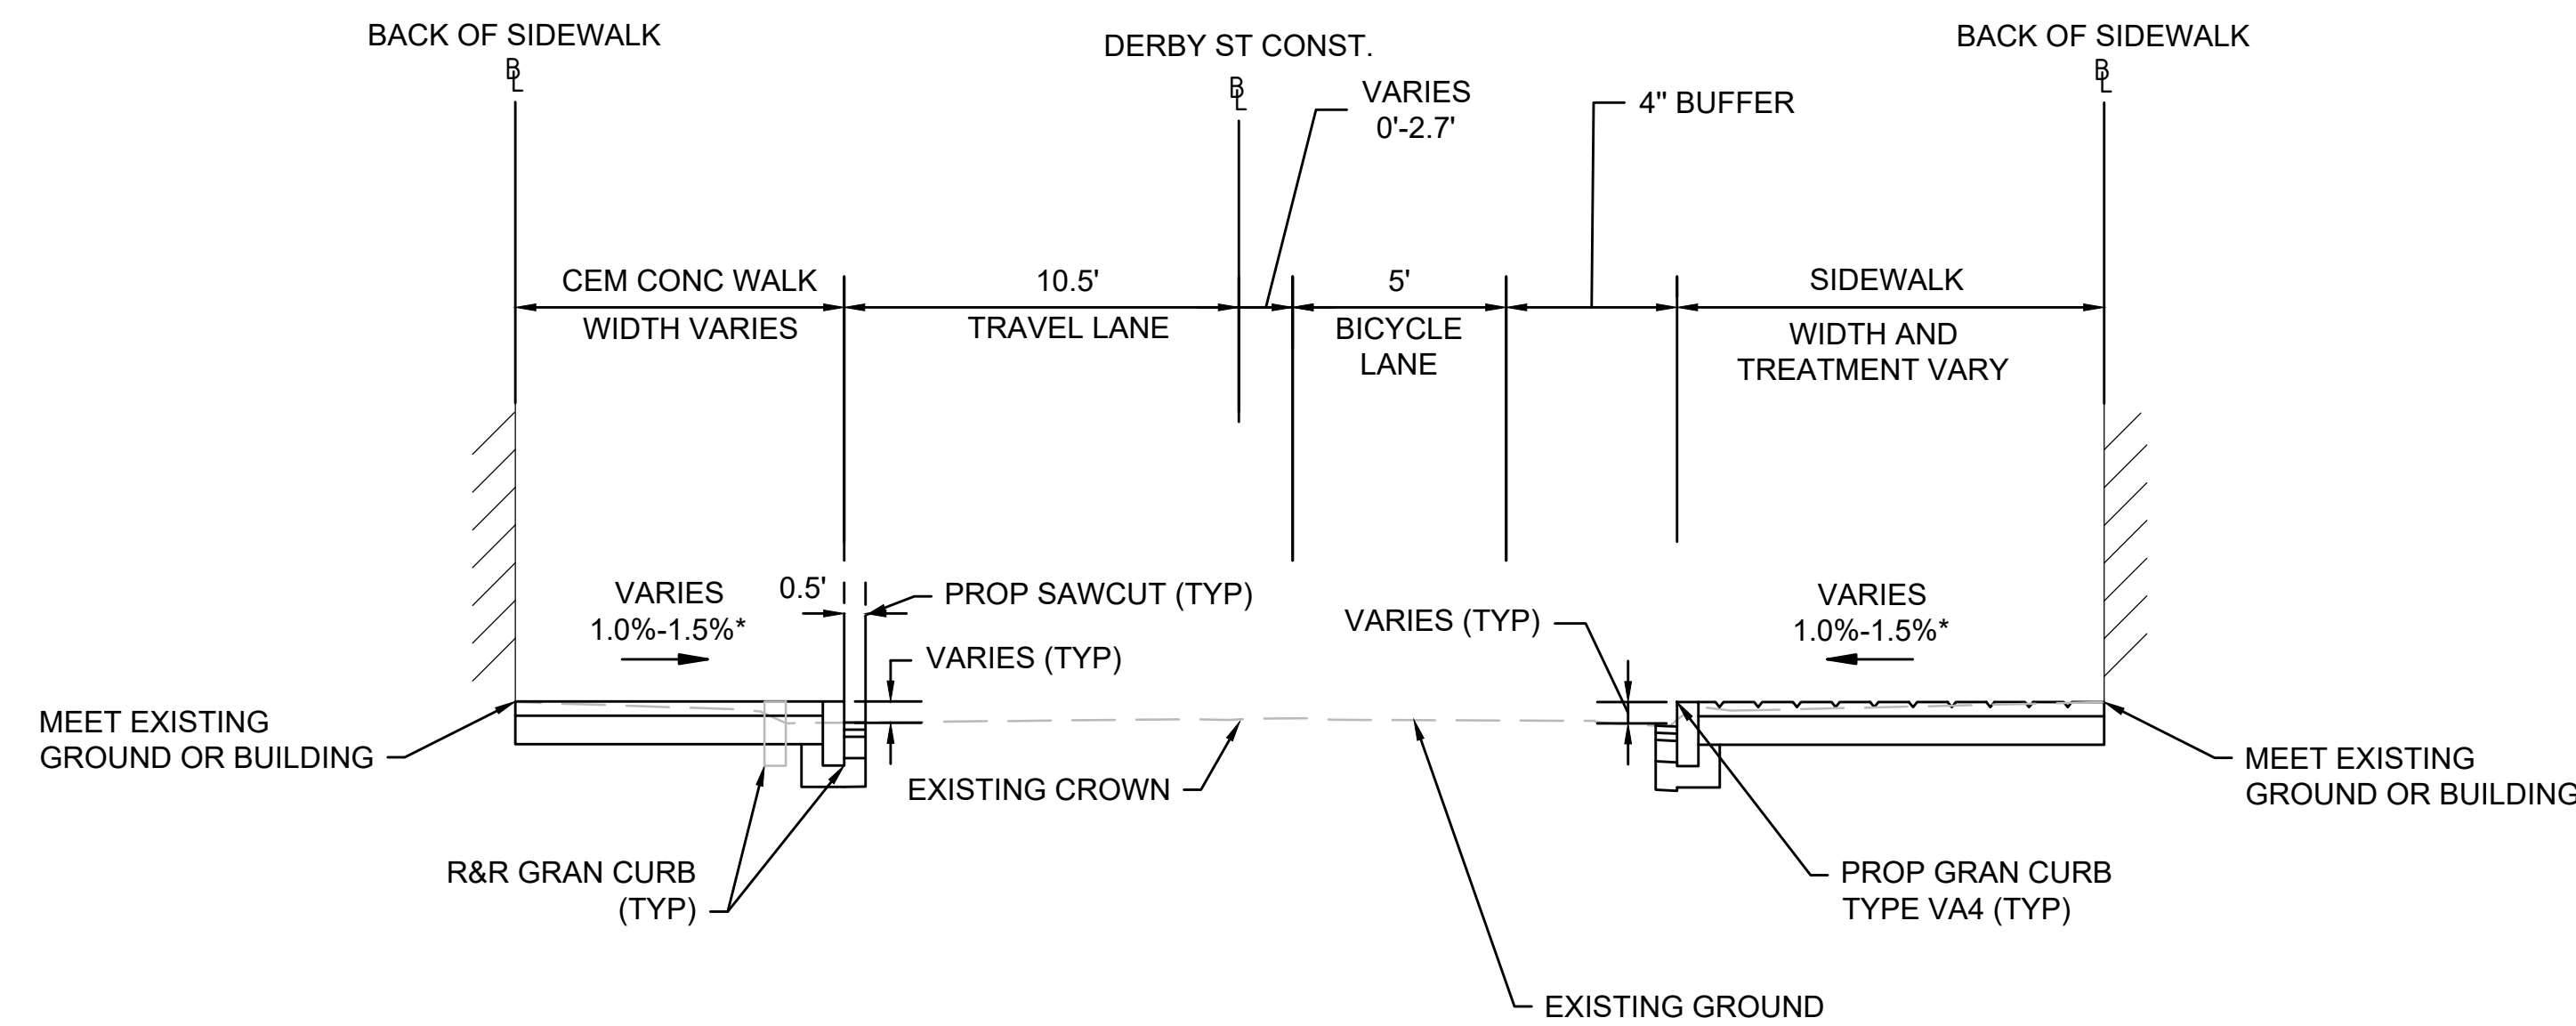 BACK OF SIDEWALK
BL
DERBY ST CONST.
BL
VARIES
0'-2.7'
4" BUFFER
BACK OF SIDEWALK
BL
CEM CONC WALK
WIDTH VARIES
10.5'
TRAVEL LANE
5'
BICYCLE
LANE
SIDEWALK
WIDTH AND
TREATMENT VARY
VARIES
1.0%-1.5%*
0.5'
PROP SAWCUT (TYP)
VARIES (TYP)
VARIES (TYP)
VARIES
1.0%-1.5%*
MEET EXISTING
GROUND OR BUILDING
EXISTING CROWN
MEET EXISTING
GROUND OR BUILDING
R&R GRAN CURB
(TYP)
PROP GRAN CURB
TYPE VA4 (TYP)
EXISTING GROUND